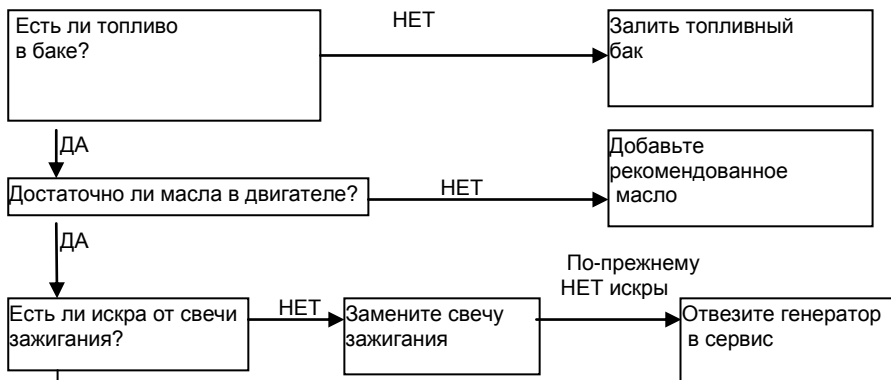 Есть ли топливо
в баке?
НЕТ
Залить топливный
бак
ДА
Достаточно ли масла в двигателе?
НЕТ
Добавьте
рекомендованное
масло
ДА
Есть ли искра от свечи
зажигания?
НЕТ
Замените свечу
зажигания
По-прежнему
НЕТ искры
Отвезите генератор
в сервис